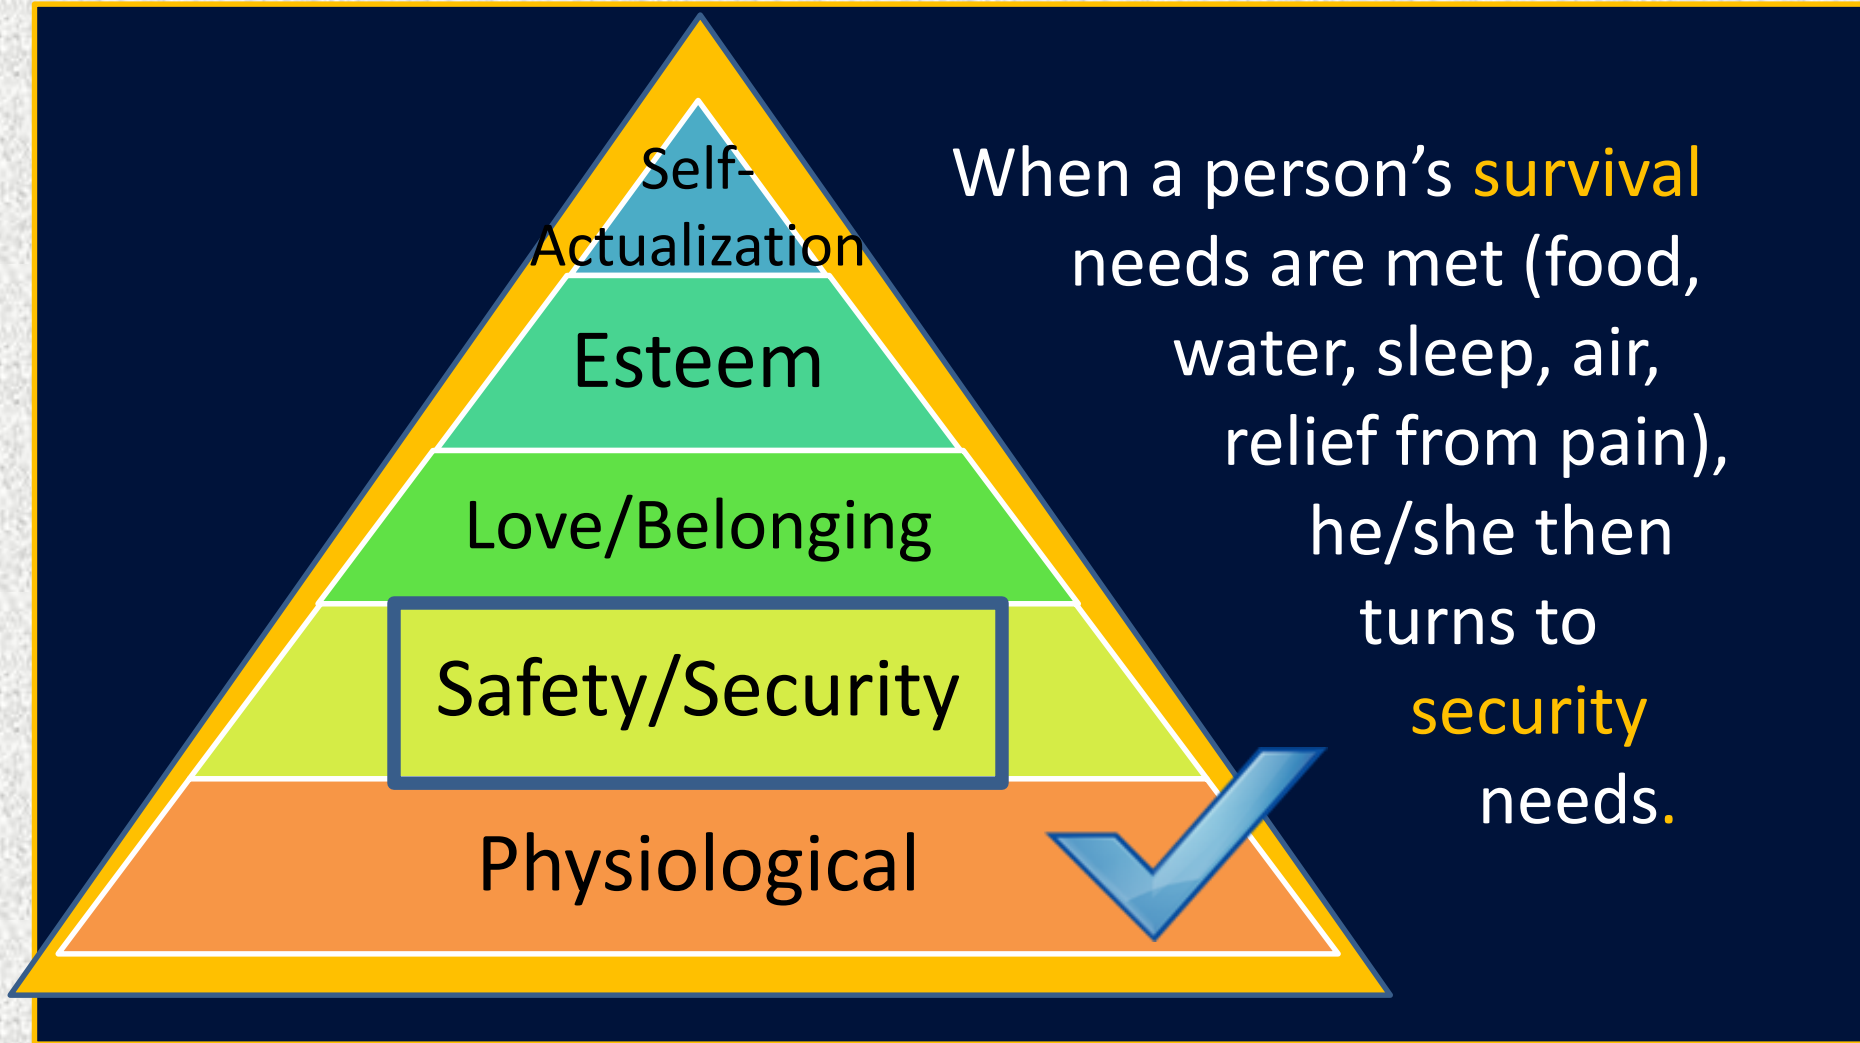 Self-
Actualization
Esteem
Love/Belonging
Safety/Security
Physiological
When a person’s survival
needs are met (food,
water, sleep, air,
relief from pain),
he/she then
turns to
security
needs.